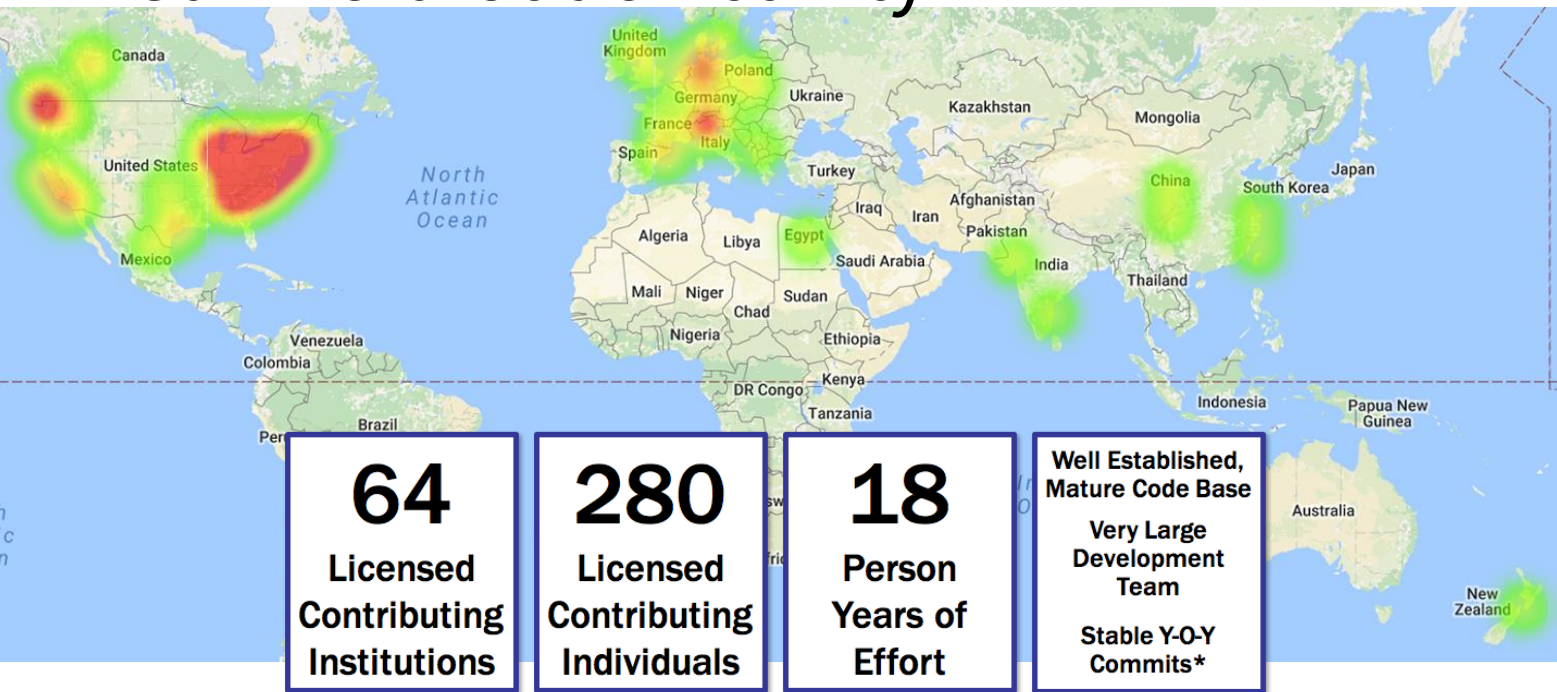 Canada
United
Kingdom
Poland
Germany
Ukraine
Kazakhstan
Mongolia
France
Italy
Spain
United States
North
Atlantic
Ocean
Turkey
China
Japan
South Korea
Iraq
Iran
Afghanistan
Pakistan
Algeria
Libya
Egypt
Mexico
Saudi Arabia
India
Thailand
Mali
Niger
Sudan
Chad
Nigeria
Ethiopia
Venezuela
Colombia
DR Congo
Kenya
Tanzania
Indonesia
Papua New
Guinea
Brazil
Australia
New
Zealand
64
Licensed
Contributing
Institutions
280
Licensed
Contributing
Individuals
18
Person
Years of
Effort
Well Established,
Mature Code Base
Very Large
Development
Team
Stable Y-O-Y
Commits*